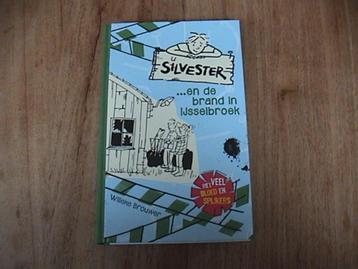 SILVESTER
...en de
brand in
IJsselbroek
MET VEEL
BLOED EN
SPIJKERS
Willeke Brouwer